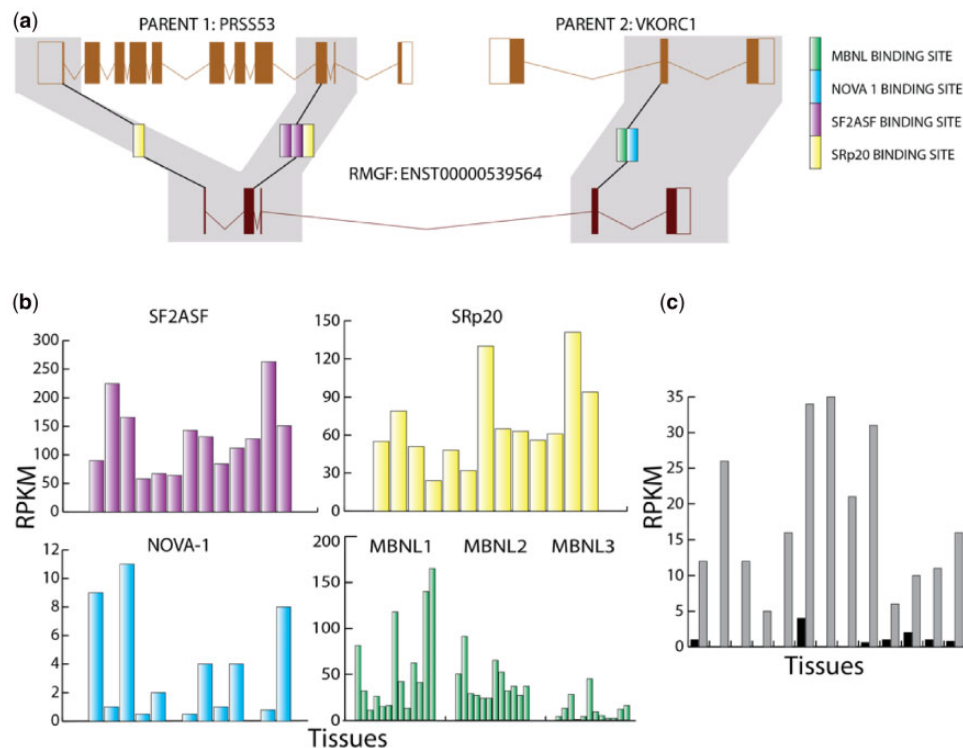 (a)
PARENT 1: PRSS53
PARENT 2: VKORC1
MBNL BINDING SITE
NOVA 1 BINDING SITE
SF2ASF BINDING SITE
SRp20 BINDING SITE
RMGF: ENST00000539564
(b)
SF2ASF
300
250
200
150
100
50
0
RPKM
SRp20
150
120
90
60
30
0
NOVA-1
12
10
8
6
4
2
0
MBNL1
MBNL2
MBNL3
200
150
100
50
0
Tissues
(c)
35
30
25
20
15
10
5
0
RPKM
Tissues